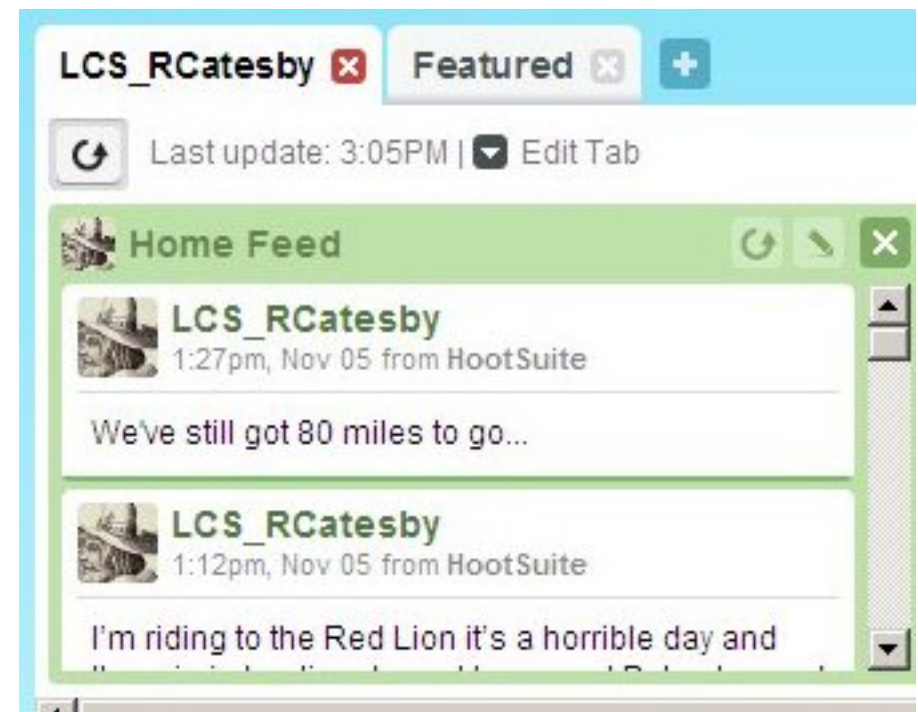 LCS_RCatesby Featured
Last update: 3:05PM | Edit Tab
Home Feed
LCS_RCatesby
1:27pm, Nov 05 from HootSuite
We've still got 80 miles to go...
LCS_RCatesby
1:12pm, Nov 05 from HootSuite
I'm riding to the Red Lion it's a horrible day and